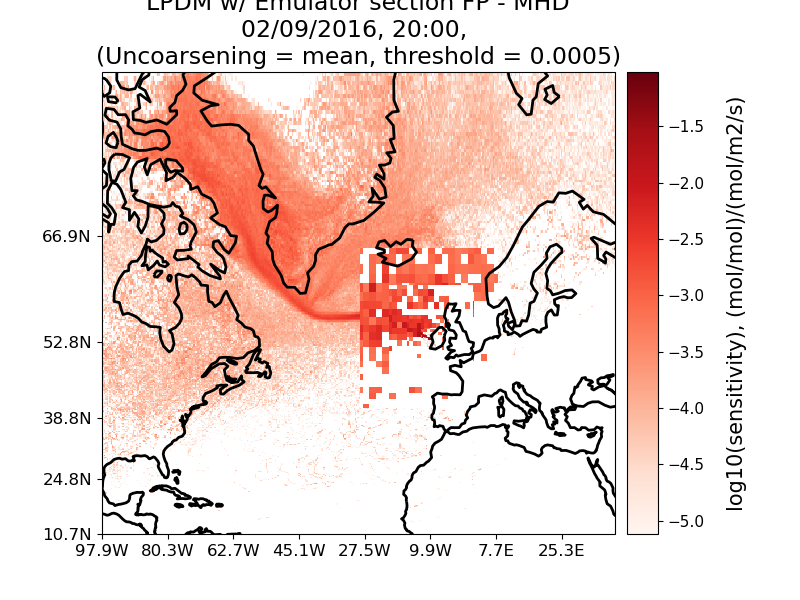 LPDM w/ Emulator section FP - MHD
02/09/2016, 20:00,
(Uncoarsening = mean, threshold = 0.0005)
66.9N
52.8N
38.8N
24.8N
10.7N
97.9W 80.3W 62.7W 45.1W 27.5W 9.9W 7.7E 25.3E
−1.5
−2.0
−2.5
−3.0
−3.5
−4.0
−4.5
−5.0
log10(sensitivity), (mol/mol)/(mol/m2/s)